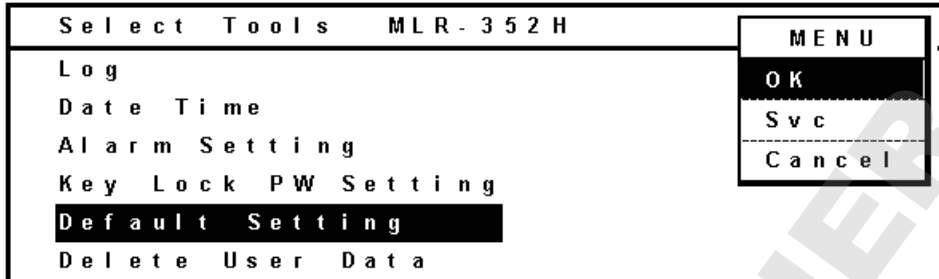 Select Tools MLR-352H
Log
Date Time
Alarm Setting
Key Lock PW Setting
Default Setting
Delete User Data
MENU
OK
Svc
Cancel